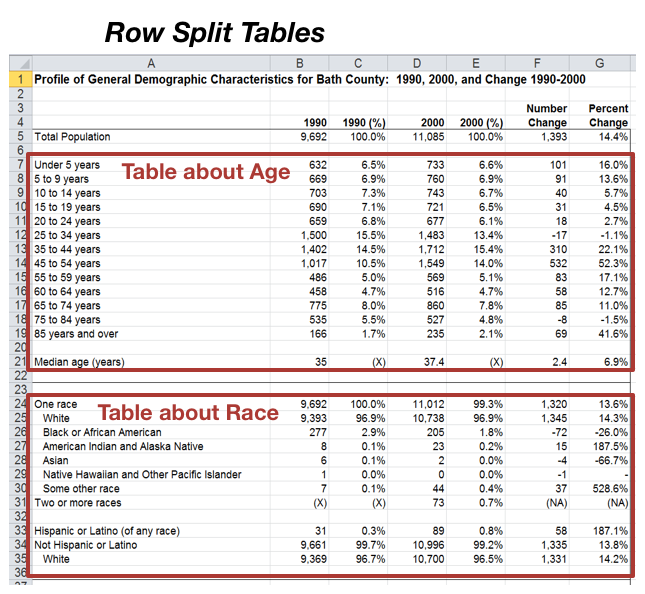 Row Split Tables
A B C D E F G
1 Profile of General Demographic Characteristics for Bath County: 1990, 2000, and Change 1990-2000
2
3 Number Percent
4 1990 1990 (%) 2000 2000 (%) Change Change
5 Total Population 9,692 100.0% 11,085 100.0% 1,393 14.4%
6
7 Under 5 years 632 6.5% 733 6.6% 101 16.0%
Table about Age
8 5 to 9 years 669 6.9% 760 6.9% 91 13.6%
9 10 to 14 years 703 7.3% 743 6.7% 40 5.7%
10 15 to 19 years 690 7.1% 721 6.5% 31 4.5%
11 20 to 24 years 659 6.8% 677 6.1% 18 2.7%
12 25 to 34 years 1,500 15.5% 1,483 13.4% -17 -1.1%
13 35 to 44 years 1,402 14.5% 1,712 15.4% 310 22.1%
14 45 to 54 years 1,017 10.5% 1,549 14.0% 532 52.3%
15 55 to 59 years 486 5.0% 569 5.1% 83 17.1%
16 60 to 64 years 458 4.7% 516 4.7% 58 12.7%
17 65 to 74 years 775 8.0% 860 7.8% 85 11.0%
18 75 to 84 years 535 5.5% 527 4.8% -8 -1.5%
19 85 years and over 166 1.7% 235 2.1% 69 41.6%
20
21 Median age (years) 35 (X) 37.4 (X) 2.4 6.9%
22
23
24 One race 9,692 100.0% 11,012 99.3% 1,320 13.6%
Table about Race
25 White 9,393 96.9% 10,738 96.9% 1,345 14.3%
26 Black or African American 277 2.9% 205 1.8% -72 -26.0%
27 American Indian and Alaska Native 8 0.1% 23 0.2% 15 187.5%
28 Asian 6 0.1% 2 0.0% -4 -66.7%
29 Native Hawaiian and Other Pacific Islander 1 0.0% 0 0.0% -1 -
30 Some other race 7 0.1% 44 0.4% 37 528.6%
31 Two or more races (X) (X) 73 0.7% (NA) (NA)
32
33 Hispanic or Latino (of any race) 31 0.3% 89 0.8% 58 187.1%
34 Not Hispanic or Latino 9,661 99.7% 10,996 99.2% 1,335 13.8%
35 White 9,369 96.7% 10,700 96.5% 1,331 14.2%
36
37